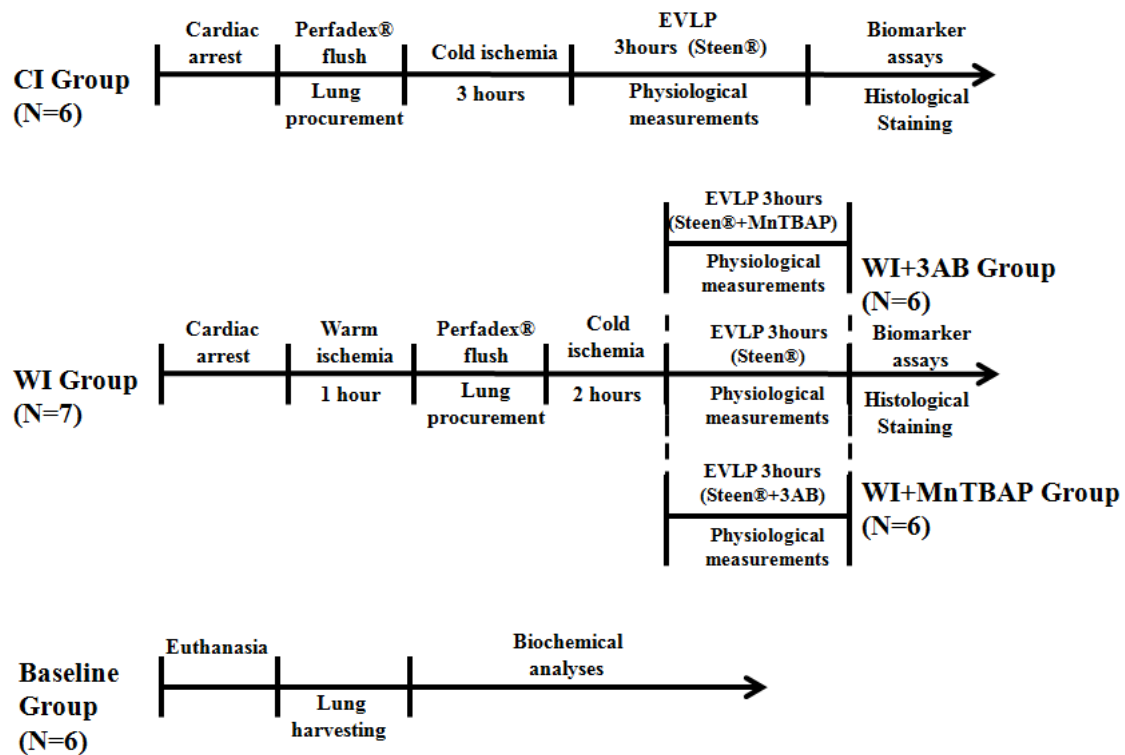 Cardiac
arrest
Perfadex®
flush
Cold ischemia
EVLP
3hours (Steen®)
Biomarker
assays
CI Group
(N=6)
Lung
procurement
3 hours
Physiological
measurements
Histological
Staining
EVLP 3hours
(Steen®+MnTBAP)
Physiological
measurements
WI+3AB Group
(N=6)
Cardiac
arrest
Warm
ischemia
Perfadex®
flush
Cold
ischemia
EVLP 3hours
(Steen®)
Biomarker
assays
WI Group
(N=7)
1 hour
Lung
procurement
2 hours
Physiological
measurements
Histological
Staining
EVLP 3hours
(Steen®+3AB)
Physiological
measurements
WI+MnTBAP Group
(N=6)
Euthanasia
Biochemical
analyses
Baseline
Group
(N=6)
Lung
harvesting